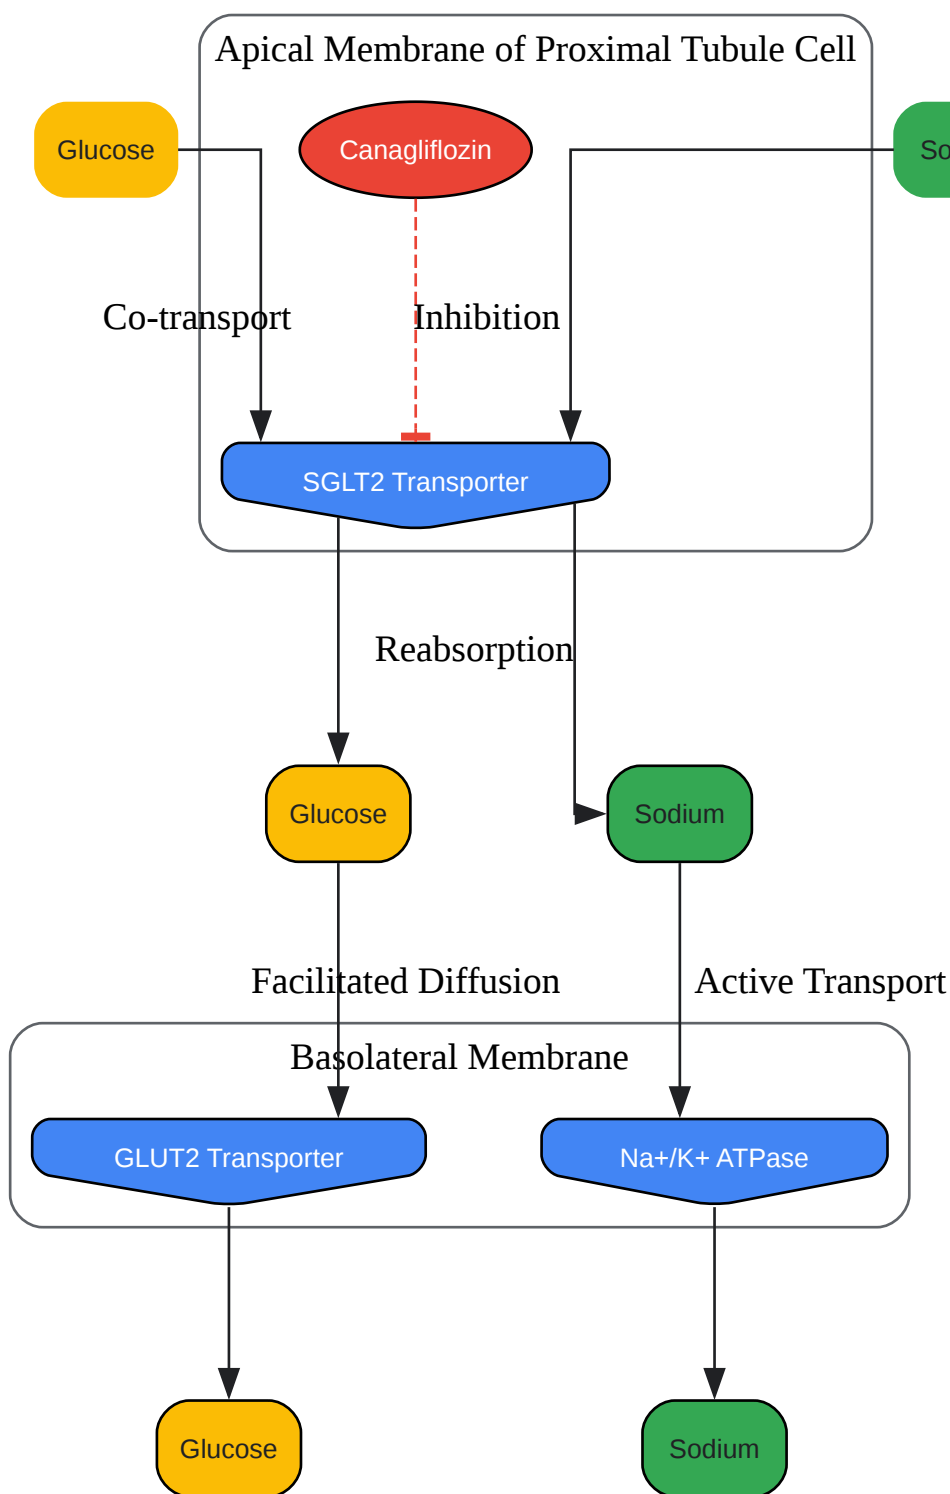 Apical Membrane of Proximal Tubule Cell
Glucose
Canagliflozin
So
Co-transport
Inhibition
SGLT2 Transporter
Reabsorption
Glucose
Sodium
Facilitated Diffusion
Active Transport
Basolateral Membrane
GLUT2 Transporter
Na+/K+ ATPase
Glucose
Sodium